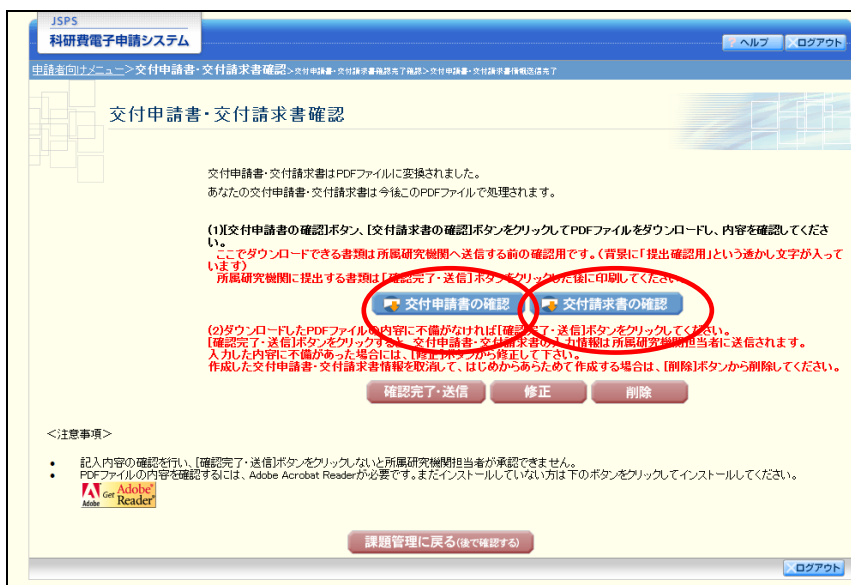 JSPS
科研費電子申請システム
ヘルプ
ログアウト
申請者向けメニュー>交付申請書・交付請求書確認>交付申請書・交付請求書確認完了確認>交付申請書・交付請求書情報送信完了
交付申請書・交付請求書確認
交付申請書・交付請求書はPDFファイルに変換されました。
あなたの交付申請書・交付請求書は今後このPDFファイルで処理されます。
(1)[交付申請書の確認]ボタン、[交付請求書の確認]ボタンをクリックしてPDFファイルをダウンロードし、内容を確認してくださ
い。
ここでダウンロードできる書類は所属研究機関へ送信する前の確認用です。(背景に「提出確認用」という透かし文字が入って
います)
所属研究機関に提出する書類は[確認完了・送信]ボタンをクリックした後に印刷してください。
交付申請書の確認
交付請求書の確認
(2)ダウンロードしたPDFファイルの内容に不備がなければ[確認完了・送信]ボタンをクリックしてください。
[確認完了・送信]ボタンをクリックすると、交付申請書・交付請求書の入力情報は所属研究機関担当者に送信されます。
入力した内容に不備があった場合には、[修正]ボタンから修正して下さい。
作成した交付申請書・交付請求書情報を取消して、はじめからあらためて作成する場合は、[削除]ボタンから削除してください。
確認完了・送信
修正
削除
<注意事項>
• 記入内容の確認を行い、[確認完了・送信]ボタンをクリックしないと所属研究機関担当者が承認できません。
• PDFファイルの内容を確認するには、Adobe Acrobat Readerが必要です。まだインストールしていない方は下のボタンをクリックしてインストールしてください。
Adobe
Get Adobe®
Reader®
課題管理に戻る(後で確認する)
ログアウト